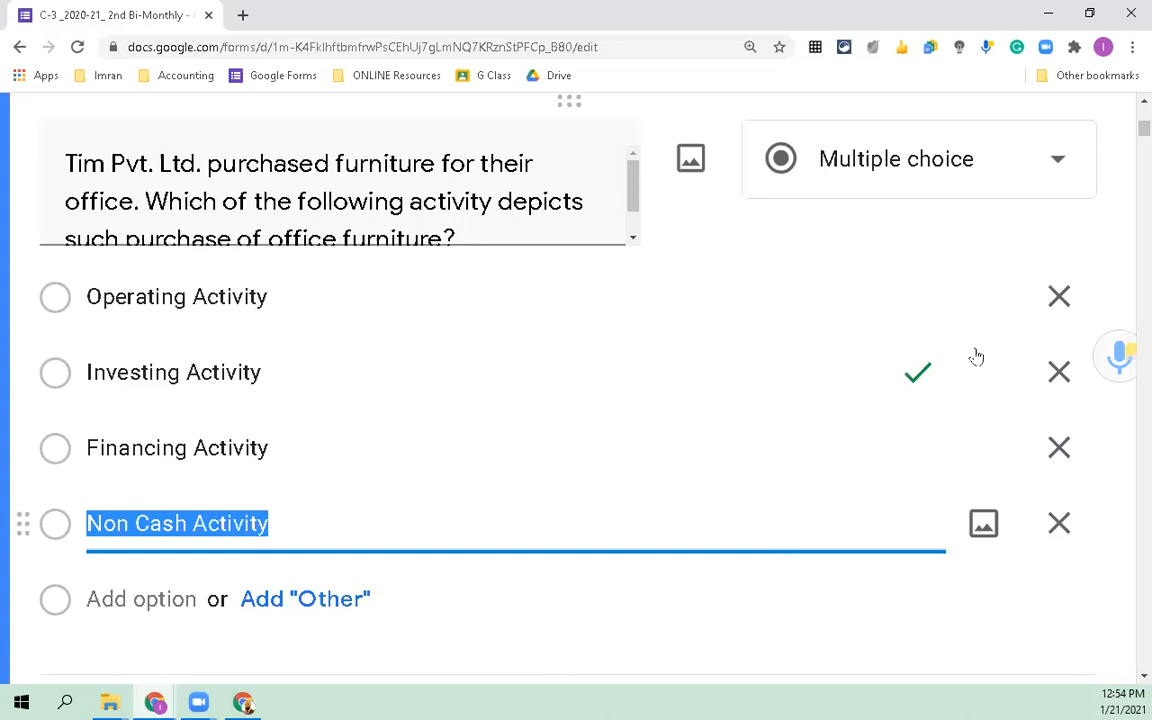 C-3 _2020-21_ 2nd Bi-Monthly -
docs.google.com/forms/d/1m-K4FkIhftbmfrwPsCEhUj7gLmNQ7KRznStPFCp_B80/edit
I
Apps
Imran
Accounting
Google Forms
ONLINE Resources
G Class
Drive
Other bookmarks
Tim Pvt. Ltd. purchased furniture for their
office. Which of the following activity depicts
such purchase of office furniture?
Multiple choice
Operating Activity
Investing Activity
Financing Activity
Non Cash Activity
Add option or Add "Other"
12:54 PM
1/21/2021